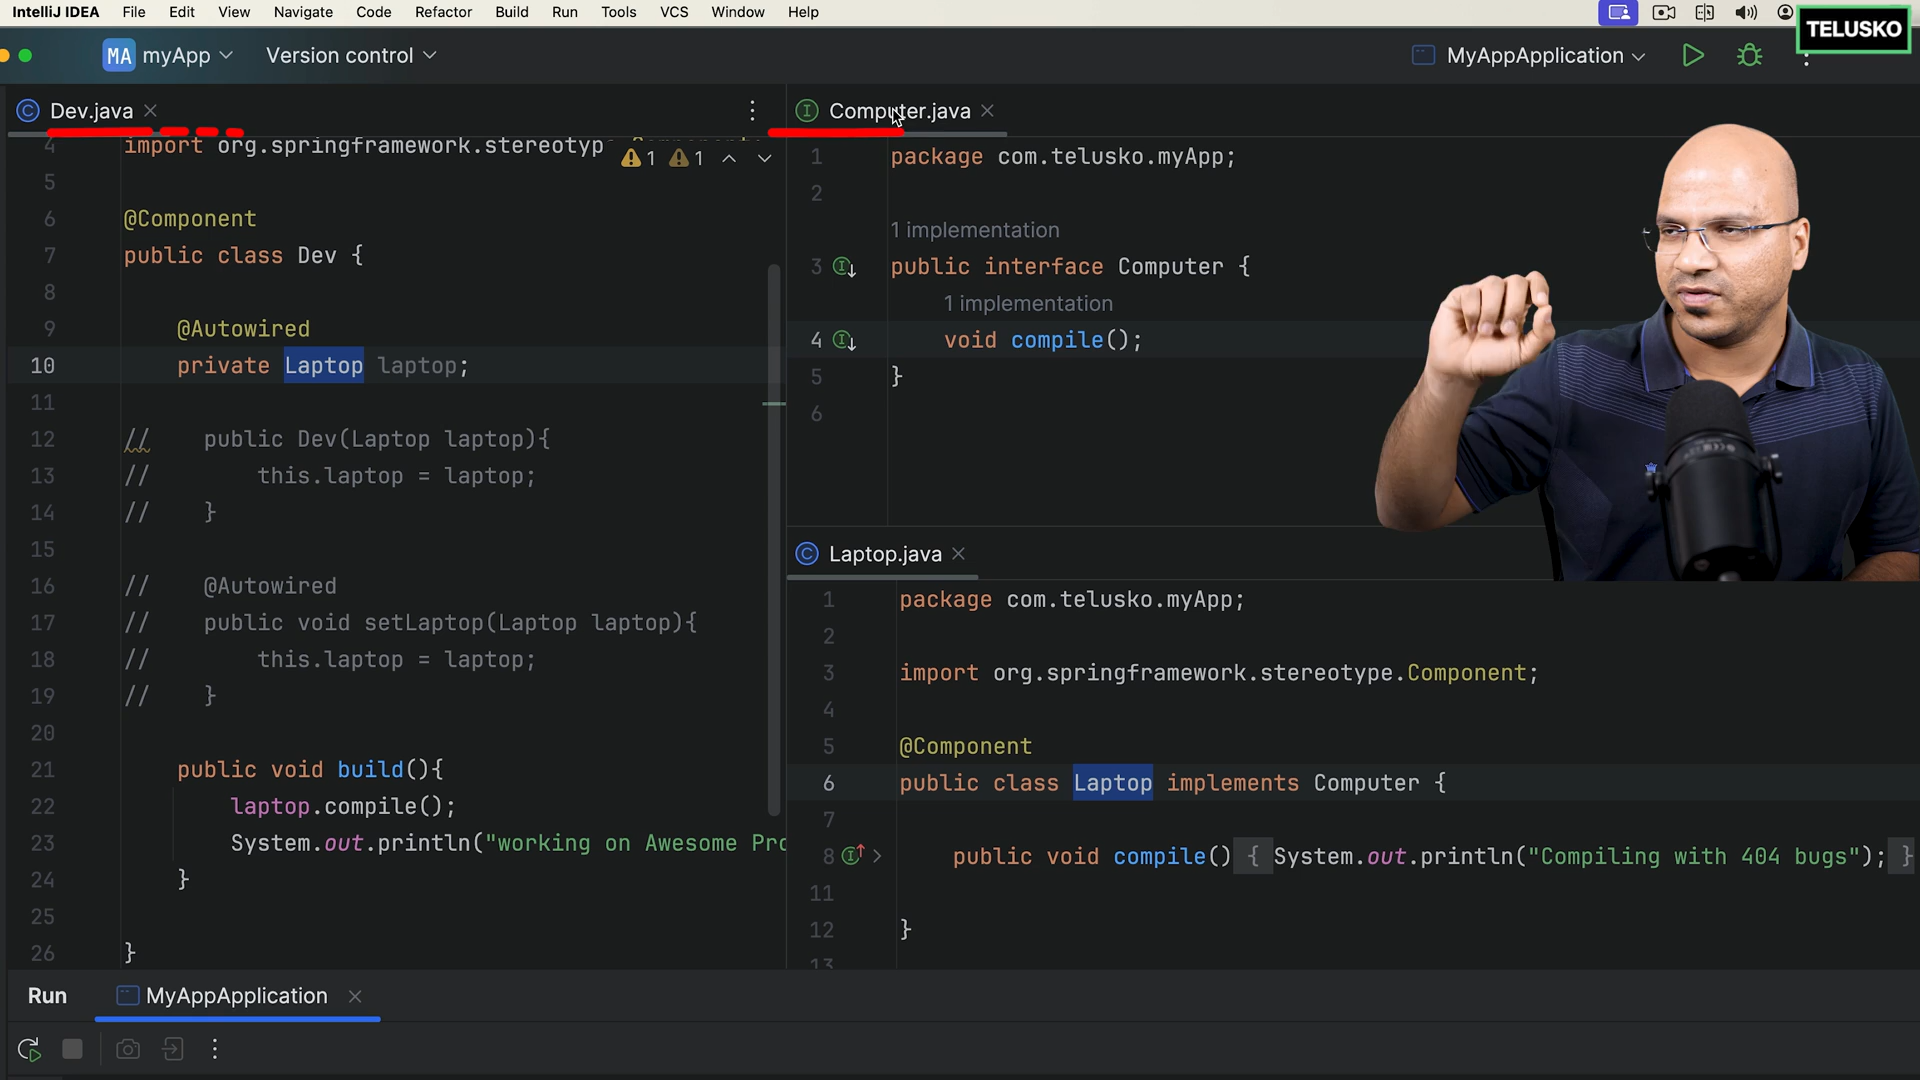 IntelliJ IDEA File Edit View Navigate Code Refactor Build Run Tools VCS Window Help
TELUSKO
MA myApp Version control MyAppApplication
Dev.java
4 import org.springframework.stereotype.
1 1
5
6 @Component
7 public class Dev {
8
9 @Autowired
10 private Laptop laptop;
11
12 // public Dev(Laptop laptop){
13 // this.laptop = laptop;
14 // }
15
16 // @Autowired
17 // public void setLaptop(Laptop laptop){
18 // this.laptop = laptop;
19 // }
20
21 public void build(){
22 laptop.compile();
23 System.out.println("working on Awesome Pro
24 }
25
26 }
Computer.java
1 package com.telusko.myApp;
2
1 implementation
3 public interface Computer {
1 implementation
4 void compile();
5 }
6
Laptop.java
1 package com.telusko.myApp;
2
3 import org.springframework.stereotype.Component;
4
5 @Component
6 public class Laptop implements Computer {
7
8 public void compile() { System.out.println("Compiling with 404 bugs"); }
11
12 }
13
Run MyAppApplication